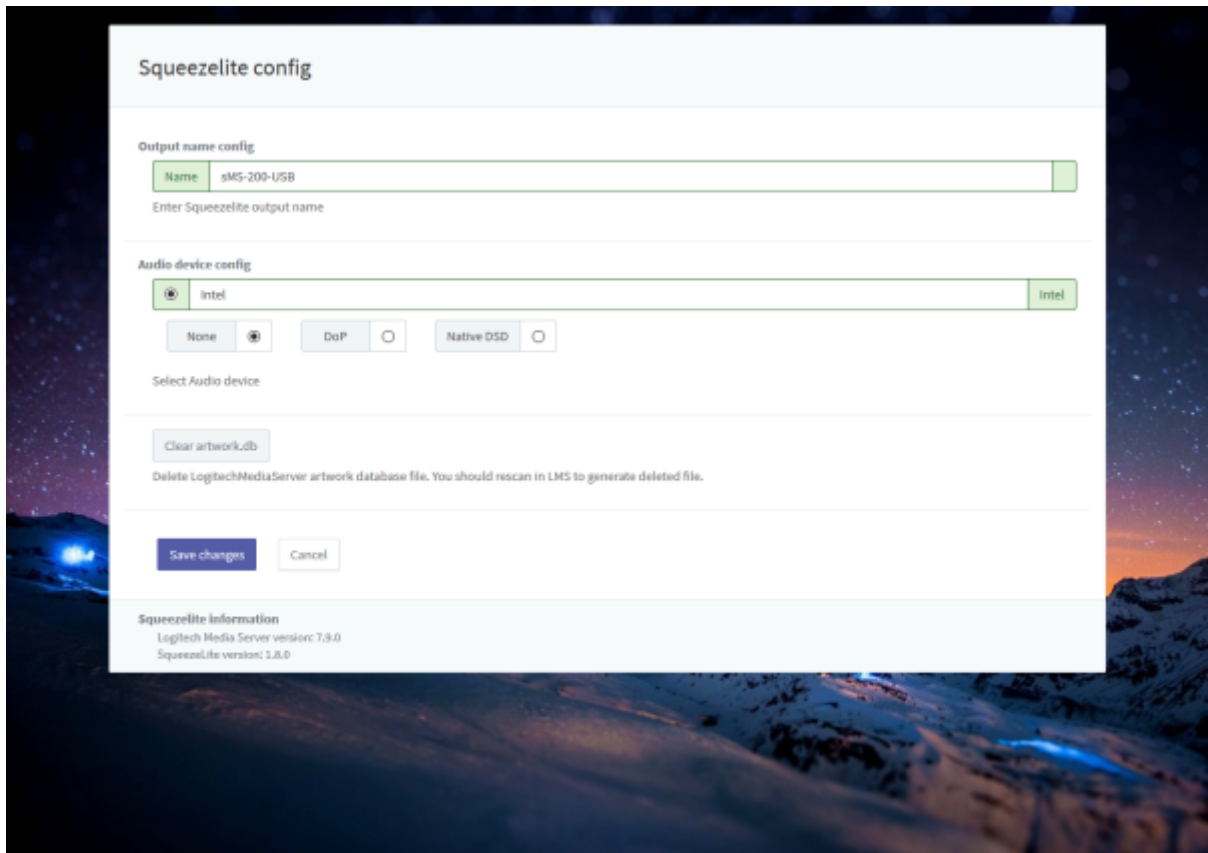 Squeezelite config
Output name config
Name sMS-200-USB
Enter Squeezelite output name
Audio device config
Intel Intel
None DoP Native DSD
Select Audio device
Clear artwork.db
Delete LogitechMediaServer artwork database file. You should rescan in LMS to generate deleted file.
Save changes Cancel
Squeezelite information
Logitech Media Server version: 7.9.0
SqueezeLite version: 1.8.0